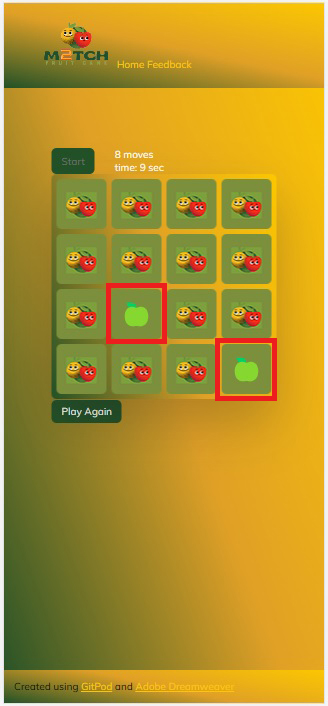 M2TCH
FRUIT GAME
Home Feedback
Start
8 moves
time: 9 sec
Play Again
Created using GitPod and Adobe Dreamweaver